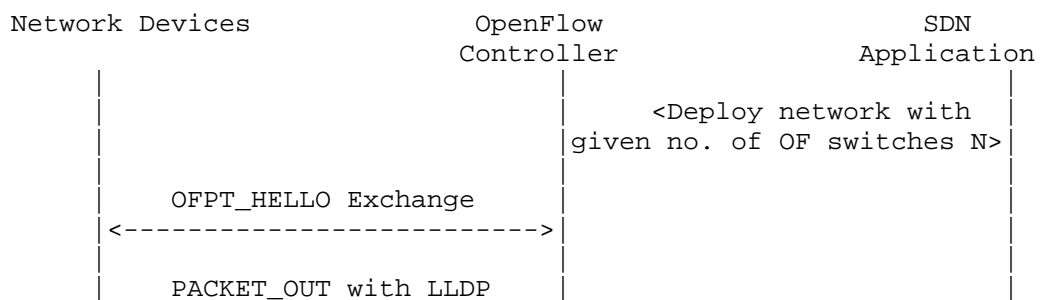 Network Devices OpenFlow SDN
Controller Application
<Deploy network with
given no. of OF switches N>
OFPT_HELLO Exchange
<-------------------------->
PACKET_OUT with LLDP